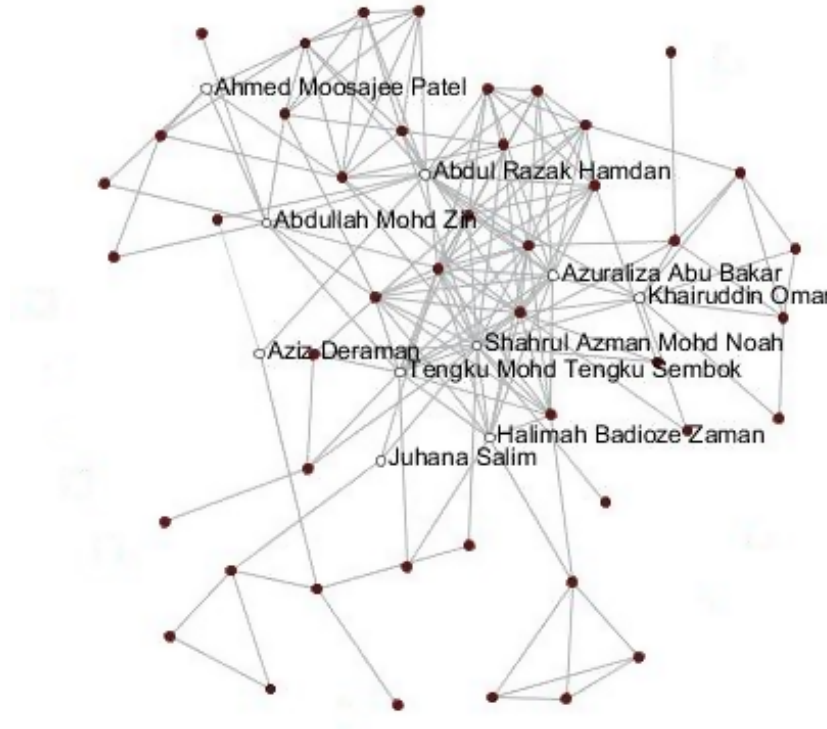 Ahmed Moosajee Patel
Abdul Razak Hamdan
Abdullah Mohd Zin
Azuraliza Abu Bakar
Khairuddin Omar
Shahrul Azman Mohd Noah
Aziz Deraman
Tengku Mohd Tengku Sembok
Halimah Badioze Zaman
Juhana Salim